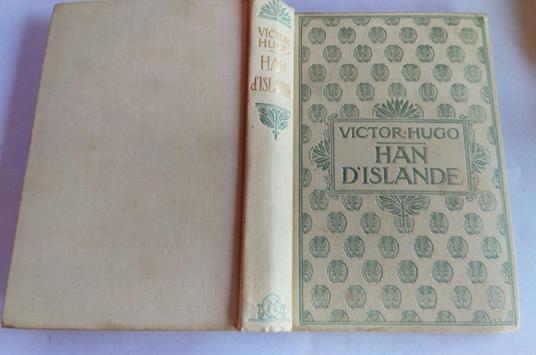 VICTOR
HUGO
HAN
d'ISLANDE
VICTOR·HUGO
HAN
D'ISLANDE